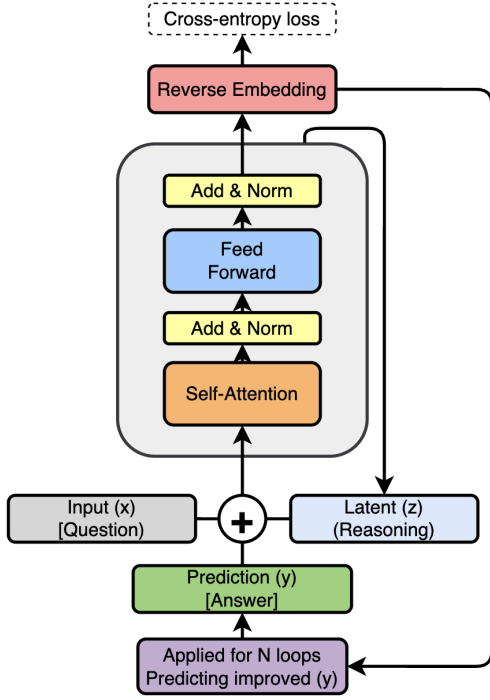 Cross-entropy loss
Reverse Embedding
Add & Norm
Feed
Forward
Add & Norm
Self-Attention
Input (x)
[Question)
+
Latent (z)
(Reasoning)
Prediction (y)
[Answer]
Applied for N loops
Predicting improved (y)